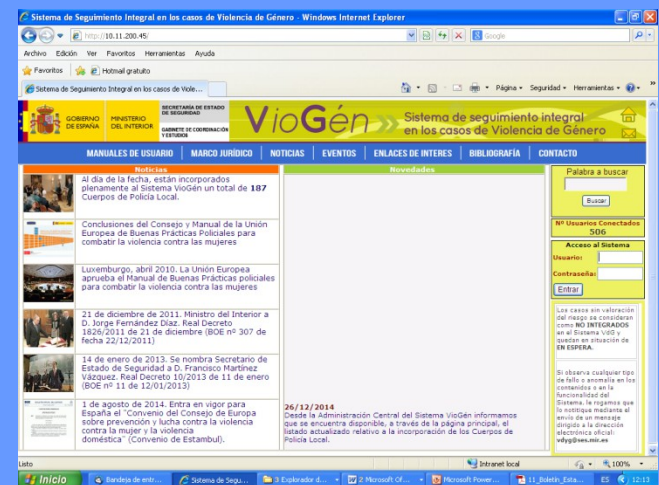 Sistema de Seguimiento Integral en los casos de Violencia de Género - Windows Internet Explorer
http://10.11.200.45/
Google
Archivo Edición Ver Favoritos Herramientas Ayuda
Favoritos Hotmail gratuito
Sistema de Seguimiento Integral en los casos de Viole...
Página Seguridad Herramientas
GOBIERNO DE ESPAÑA
MINISTERIO DEL INTERIOR
SECRETARÍA DE ESTADO
DE SEGURIDAD
GABINETE DE COORDINACIÓN
Y ESTUDIOS
VioGén
Sistema de seguimiento integral
en los casos de Violencia de Género
MANUALES DE USUARIO | MARCO JURÍDICO | NOTICIAS | EVENTOS | ENLACES DE INTERES | BIBLIOGRAFÍA | CONTACTO
Noticias
Al día de la fecha, están incorporados
plenamente al Sistema VioGén un total de 187
Cuerpos de Policía Local.
Conclusiones del Consejo y Manual de la Unión
Europea de Buenas Prácticas Policiales para
combatir la violencia contra las mujeres
Luxemburgo, abril 2010. La Unión Europea
aprueba el Manual de Buenas Prácticas policiales
para combatir la violencia contra las mujeres
21 de diciembre de 2011. Ministro del Interior a
D. Jorge Fernández Díaz. Real Decreto
1826/2011 de 21 de diciembre (BOE nº 307 de
fecha 22/12/2011)
14 de enero de 2013. Se nombra Secretario de
Estado de Seguridad a D. Francisco Martínez
Vázquez. Real Decreto 10/2013 de 11 de enero
(BOE nº 11 de 12/01/2013)
1 de agosto de 2014. Entra en vigor para
España el "Convenio del Consejo de Europa
sobre prevención y lucha contra la violencia
contra la mujer y la violencia
doméstica" (Convenio de Estambul).
Novedades
26/12/2014
Desde la Administración Central del Sistema VioGén informamos
que se encuentra disponible, a través de la página principal, el
listado actualizado relativo a la incorporación de los Cuerpos de
Policía Local.
Palabra a buscar
Buscar
Nº Usuarios Conectados
506
Acceso al Sistema
Usuario:
Contraseña:
Entrar
Los casos sin valoración
del riesgo se consideran
como NO INTEGRADOS
en el Sistema VdG y
quedan en situación de
EN ESPERA.
Si observa cualquier tipo
de fallo o anomalía en los
contenidos o en la
funcionalidad del
Sistema, le rogamos que
lo notifique mediante el
envío de un mensaje
dirigido a la dirección
electrónica oficial:
vdyg@ses.mir.es
Listo
Intranet local
100%
Inicio
Bandeja de entr...
Sistema de Segu...
3 Explorador d...
2 Microsoft Of...
Microsoft Power...
11_Boletín_Esta...
ES
12:13